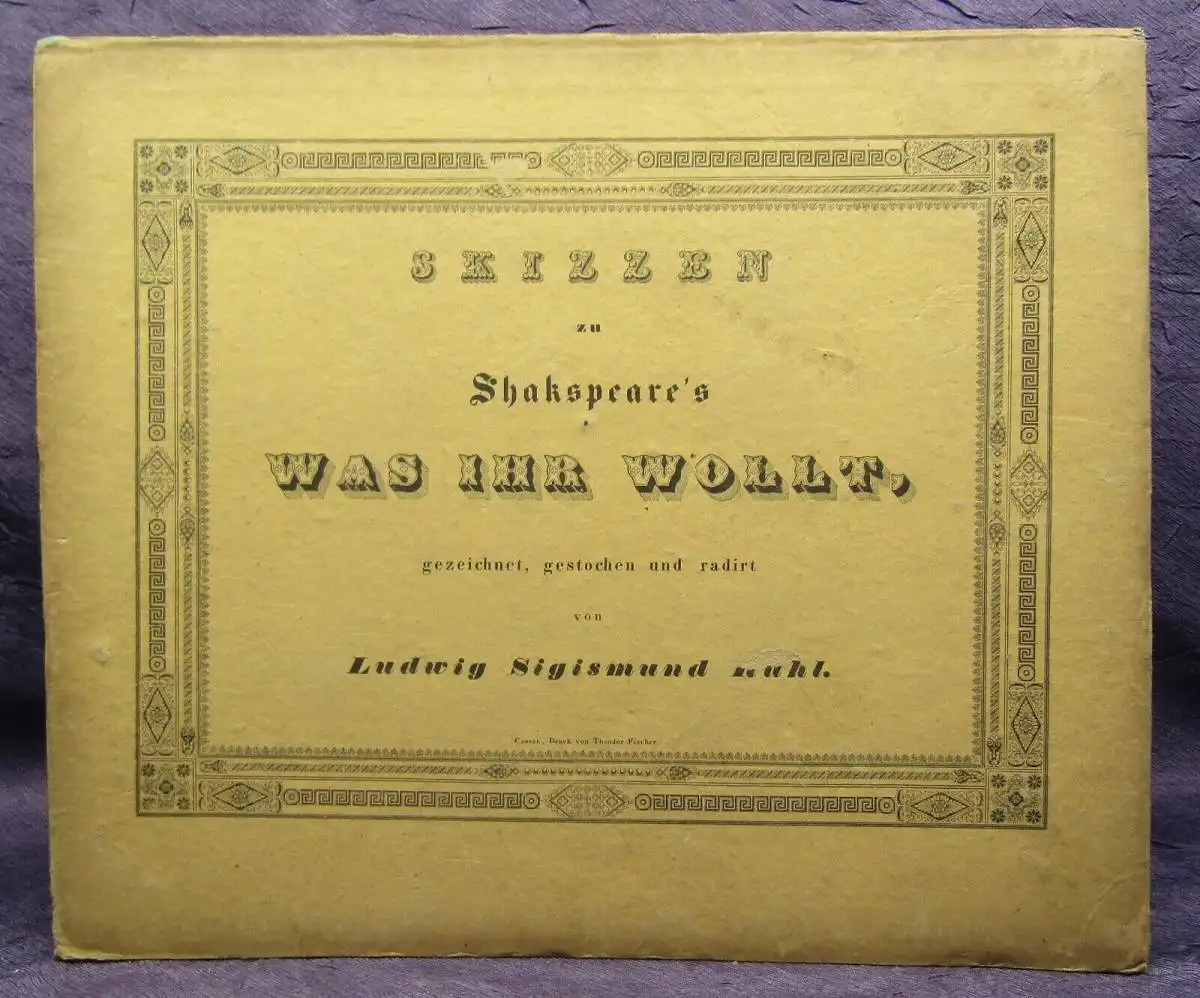 SKIZZEN
zu
Shakspeare's
WAS IHR WOLLT,
gezeichnet, gestochen und radirt
von
Ludwig Sigismund
Cassel, Druck von Theodor Fischer